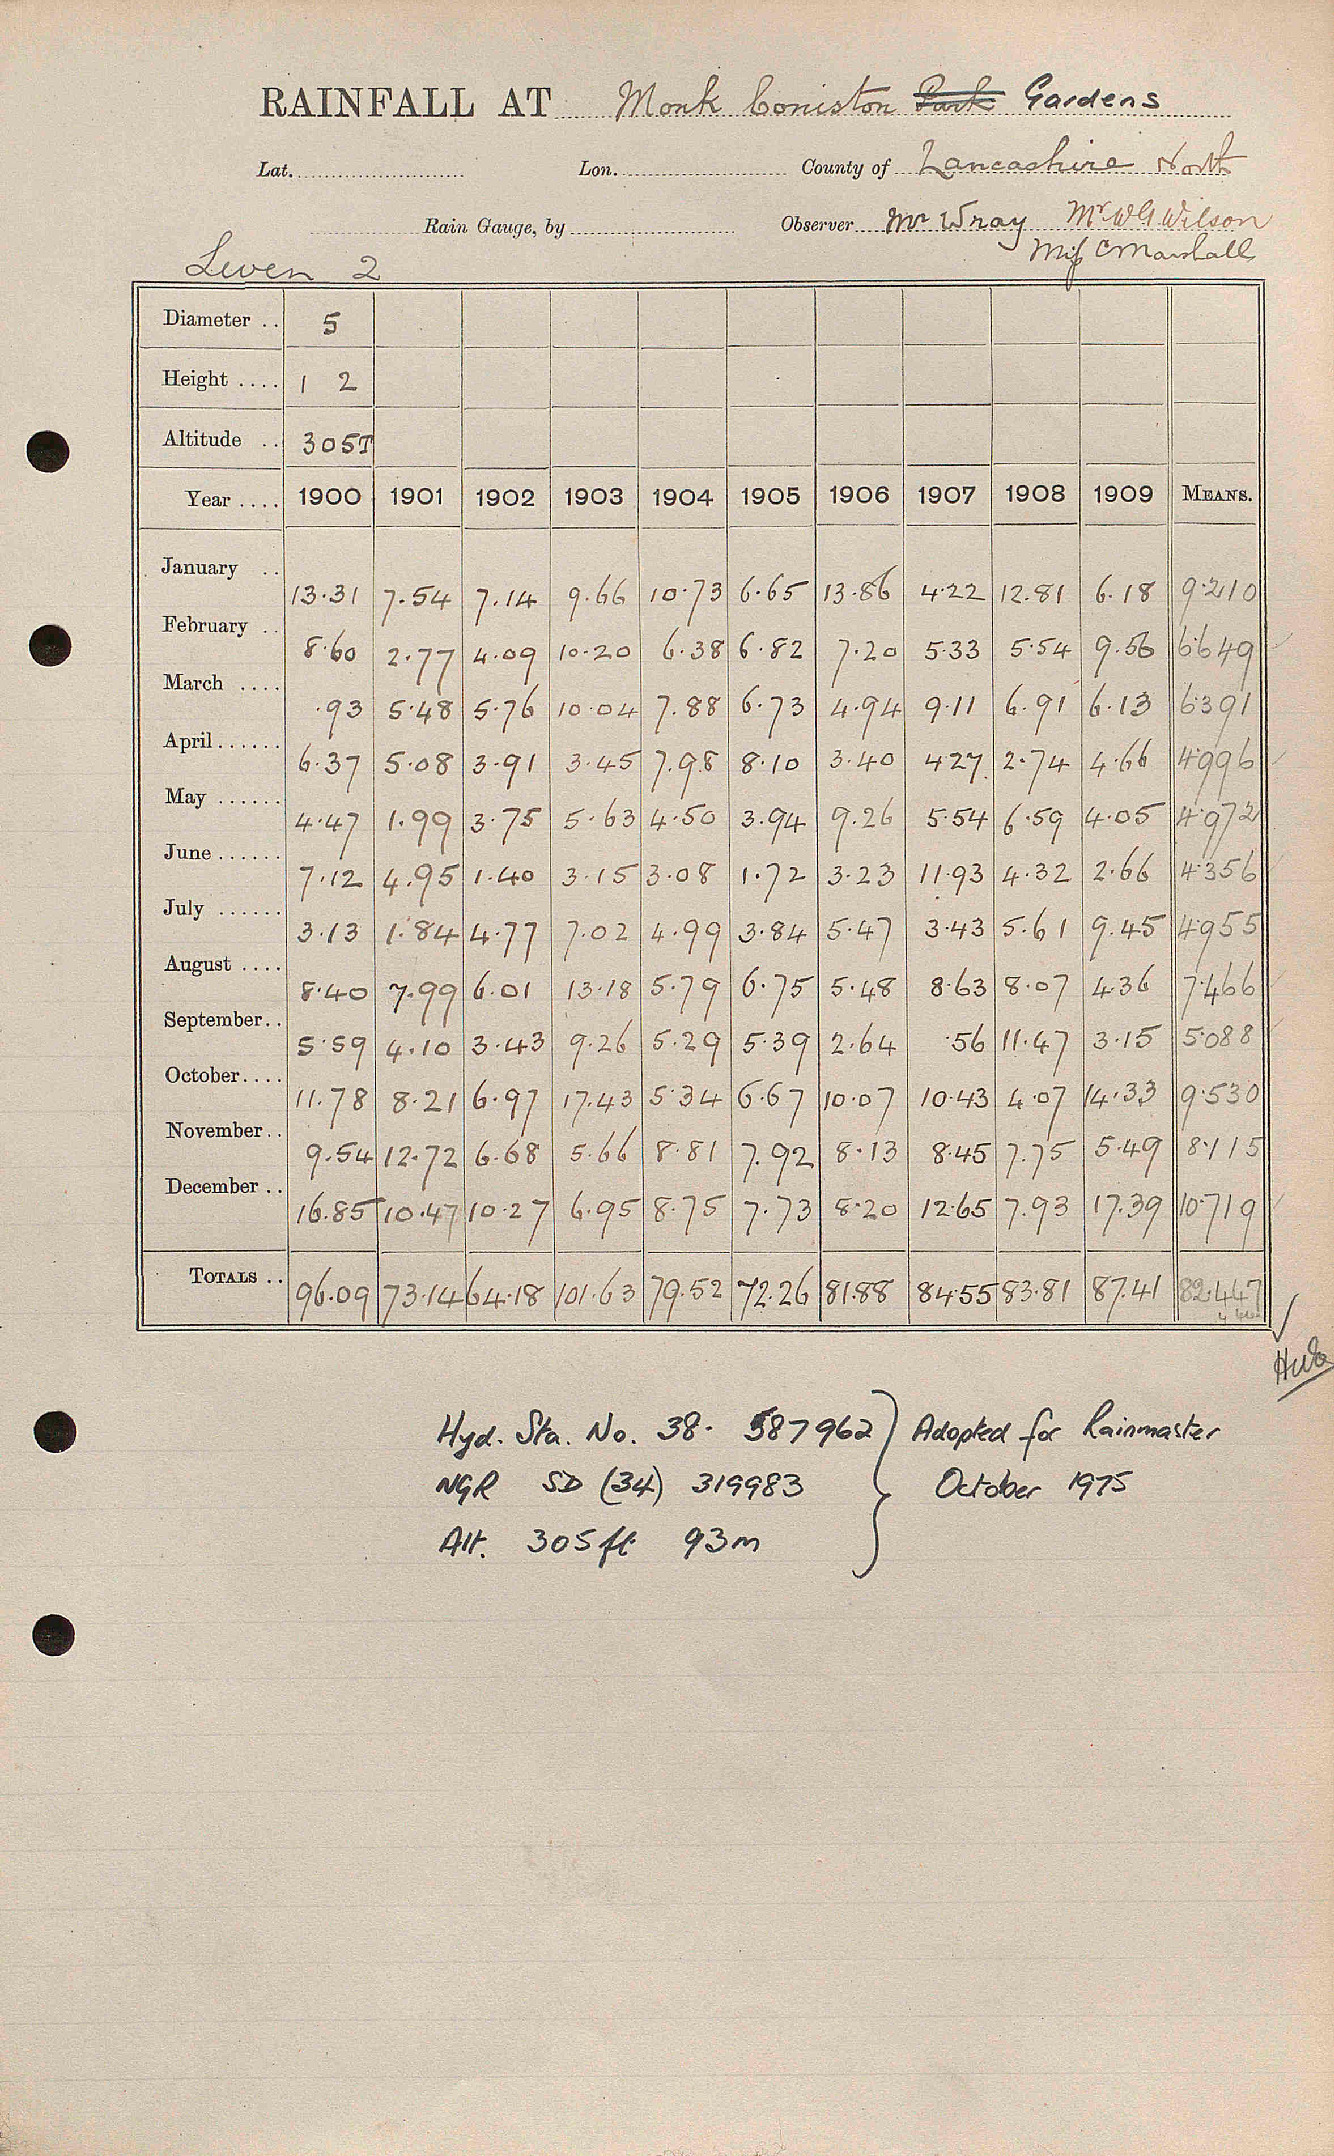 RAINFALL AT Monk Coniston Park Gardens
Lat. Lon. County of Lancashire North
Rain Gauge, by Observer Mr Wray Mr W G Wilson
Miss C Marshall
Leven 2
Diameter .. 5
Height .... 1 2
Altitude .. 305T
Year .... 1900 1901 1902 1903 1904 1905 1906 1907 1908 1909 MEANS.
January .. 13.31 7.54 7.14 9.66 10.73 6.65 13.86 4.22 12.81 6.18 9.210
February .. 8.60 2.77 4.09 10.20 6.38 6.82 7.20 5.33 5.54 9.56 6.649
March .... .93 5.48 5.76 10.04 7.88 6.73 4.94 9.11 6.91 6.13 6.391
April...... 6.37 5.08 3.91 3.45 7.98 8.10 3.40 4.27 2.74 4.66 4.996
May ...... 4.47 1.99 3.75 5.63 4.50 3.94 9.26 5.54 6.59 4.05 4.972
June...... 7.12 4.95 1.40 3.15 3.08 1.72 3.23 11.93 4.32 2.66 4.356
July ...... 3.13 1.84 4.77 7.02 4.99 3.84 5.47 3.43 5.61 9.45 4.955
August .... 8.40 7.99 6.01 13.18 5.79 6.75 5.48 8.63 8.07 4.36 7.466
September.. 5.59 4.10 3.43 9.26 5.29 5.39 2.64 .56 11.47 3.15 5.088
October.... 11.78 8.21 6.97 17.43 5.34 6.67 10.07 10.43 4.07 14.33 9.530
November.. 9.54 12.72 6.68 5.66 8.81 7.92 8.13 8.45 7.75 5.49 8.115
December .. 16.85 10.47 10.27 6.95 8.75 7.73 8.20 12.65 7.93 17.39 10.719
TOTALS .. 96.09 73.14 64.18 101.63 79.52 72.26 81.88 84.55 83.81 87.41 82.447
Hyd. Sta. No. 38. 587962 } Adopted for Rainmaster
NGR SD (34) 319983 October 1975
Alt. 305ft 93m